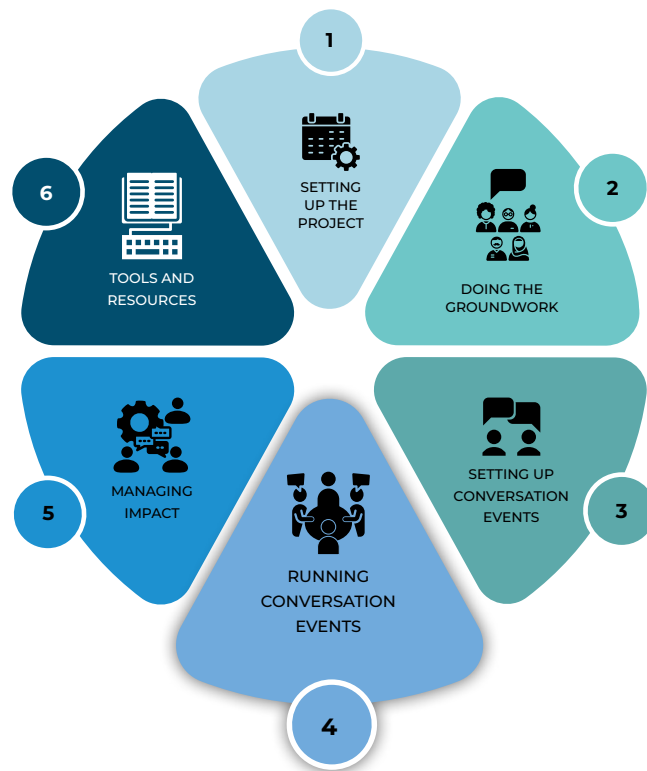 1
SETTING
UP THE
PROJECT
2
DOING THE
GROUNDWORK
3
SETTING UP
CONVERSATION
EVENTS
4
RUNNING
CONVERSATION
EVENTS
5
MANAGING
IMPACT
6
TOOLS AND
RESOURCES